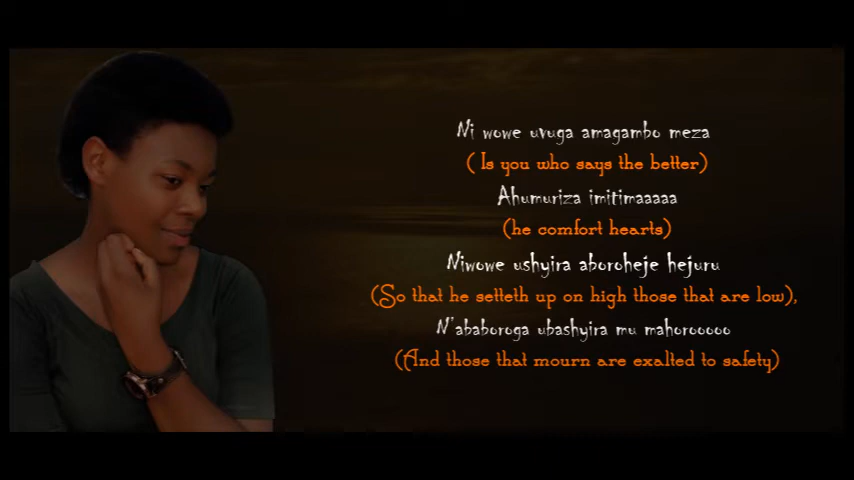 Ni wowe uvuga amagambo meza
( Is you who says the better)
Ahumuriza imitimaaaaa
(he comfort hearts)
Niwowe ushyira aboroheje hejuru
(So that he setteth up on high those that are low),
N'ababoroga ubashyira mu mahorooooo
(And those that mourn are exalted to safety)